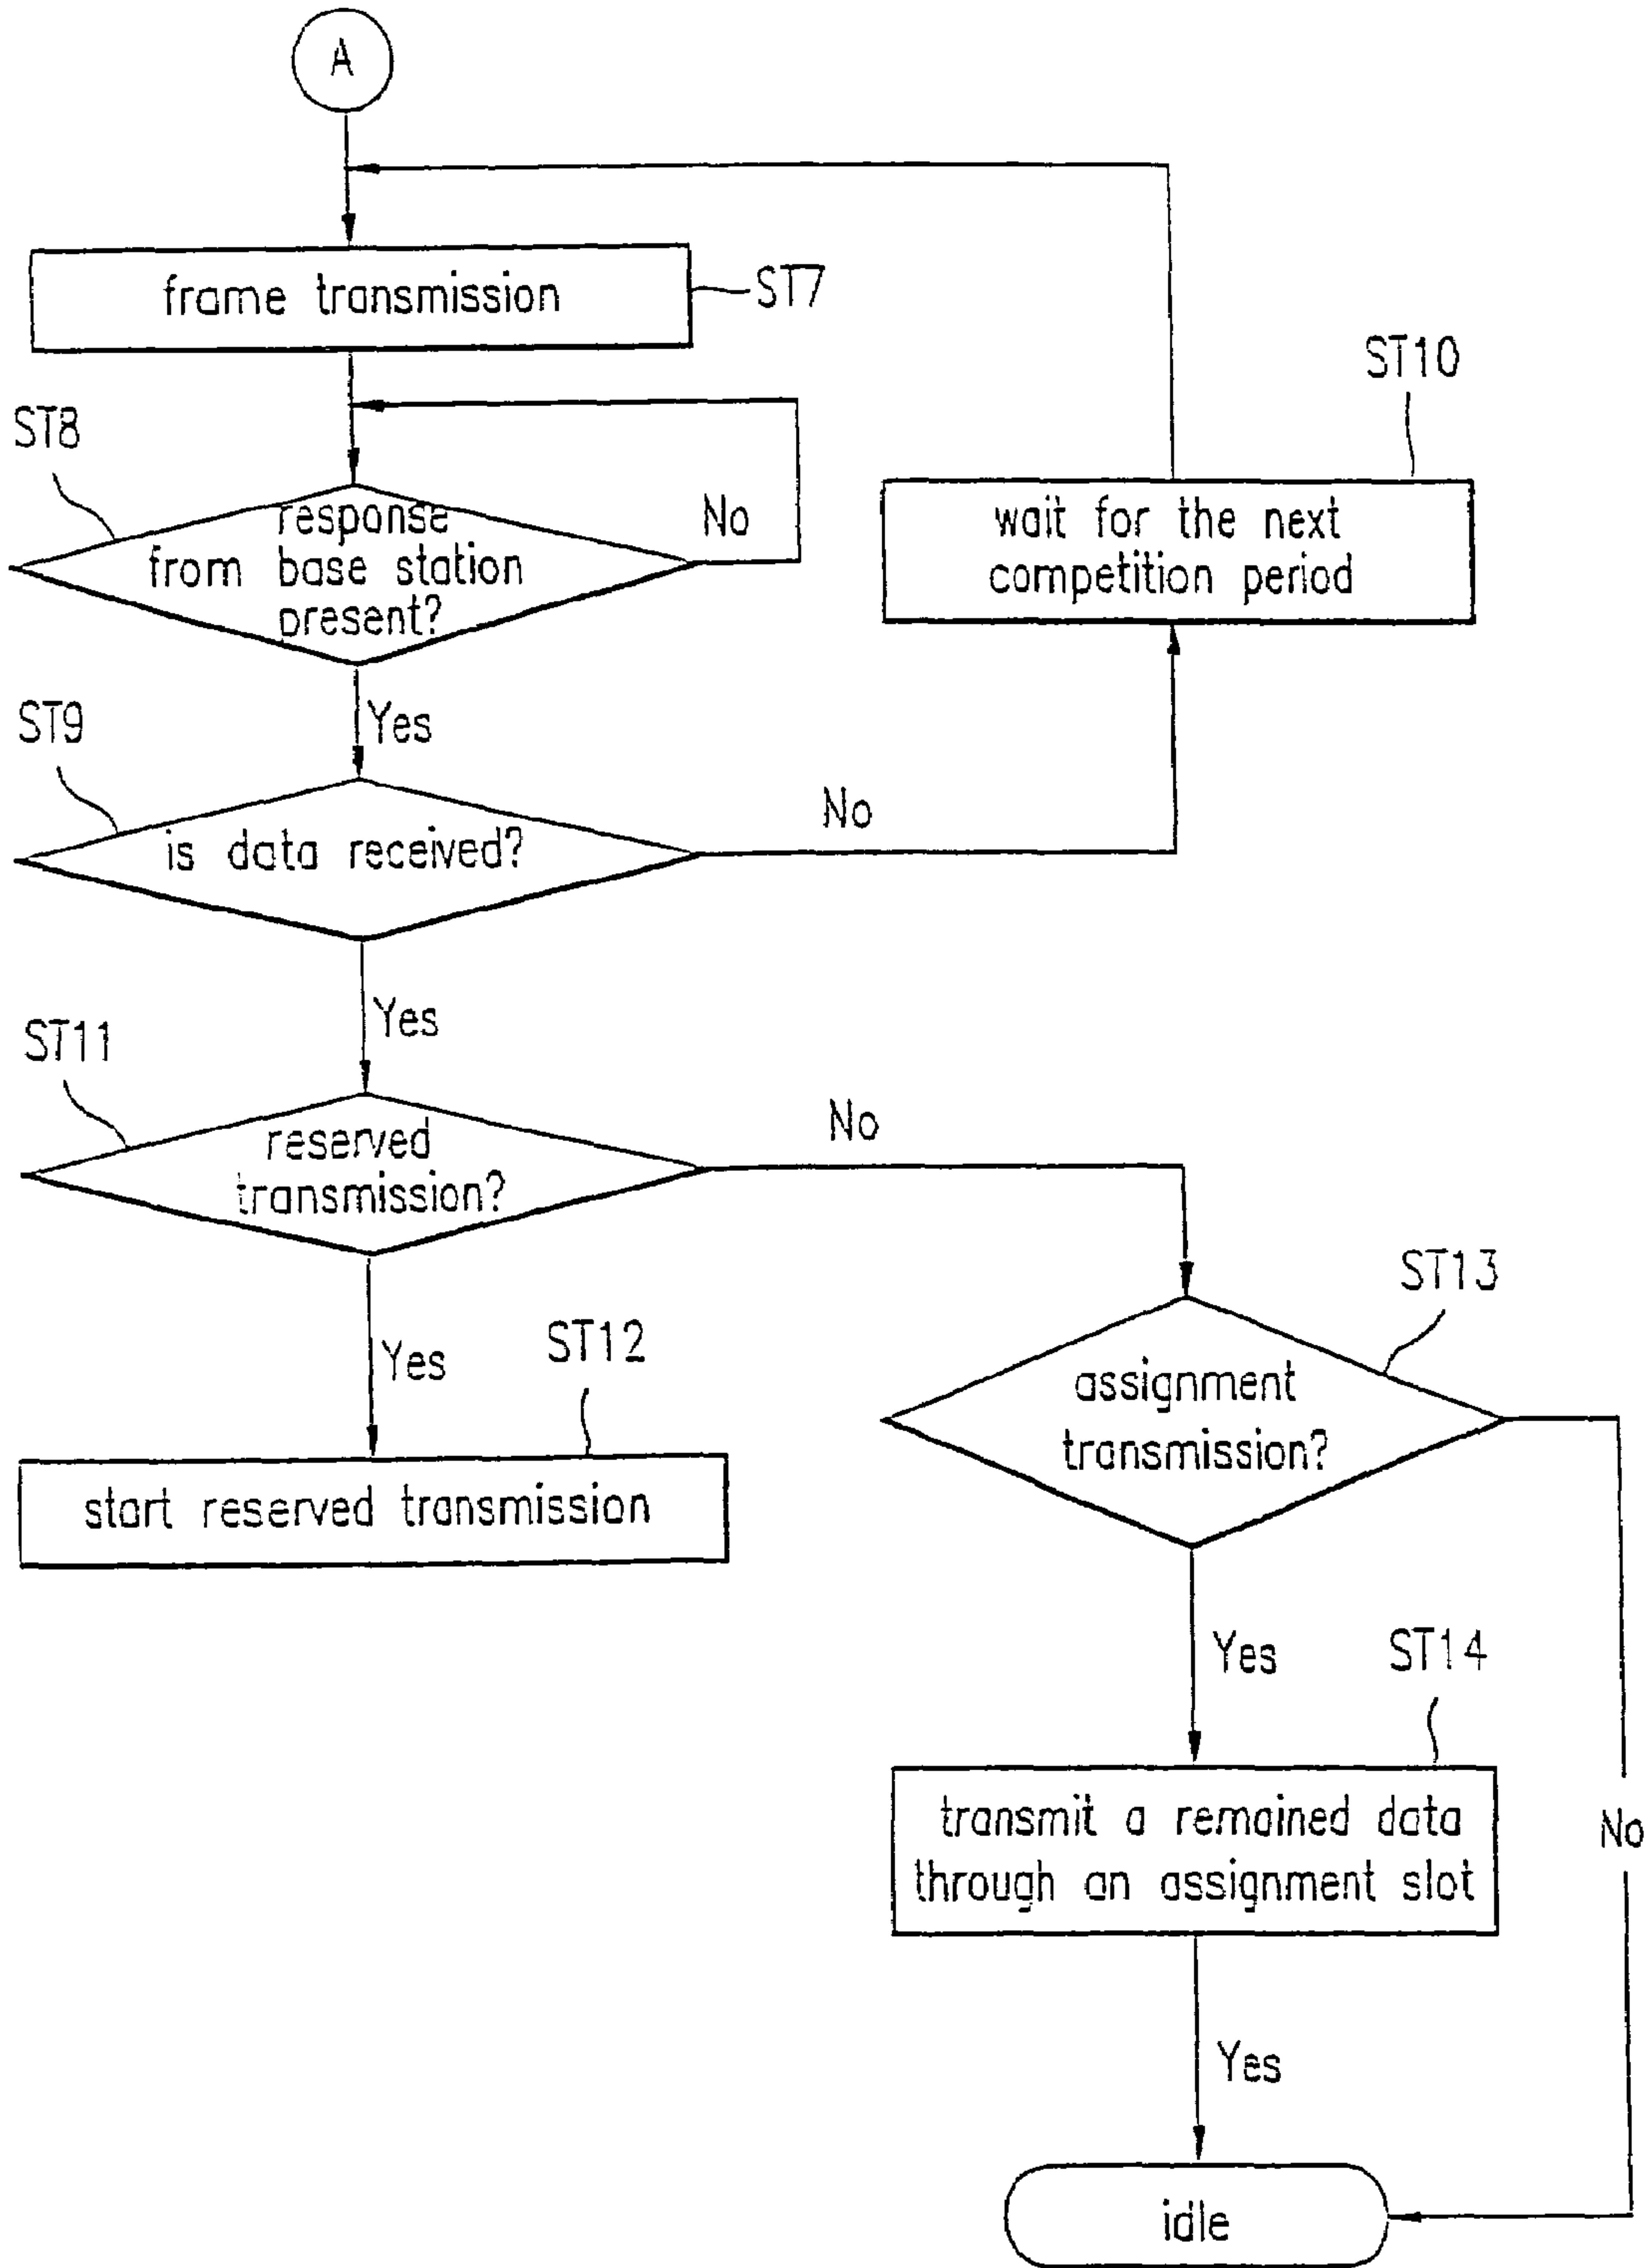 A
frame transmission
ST7
ST10
ST8
response
from base station
present?
No
wait for the next
competition period
Yes
ST9
is data received?
No
Yes
ST11
reserved
transmission?
No
ST13
Yes
ST12
assignment
transmission?
start reserved transmission
Yes
ST14
transmit a remained data
through an assignment slot
No
Yes
idle